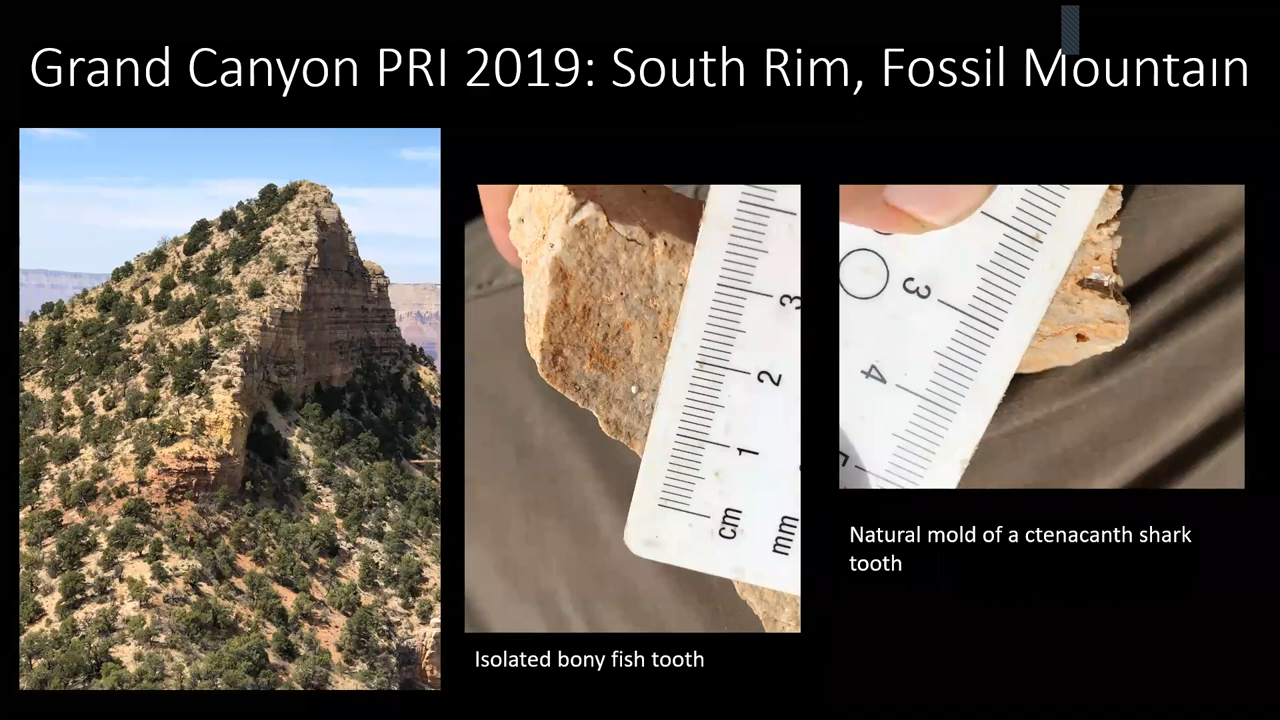 Grand Canyon PRI 2019: South Rim, Fossil Mountain
3
2
1
cm
mm
3
4
5
Isolated bony fish tooth
Natural mold of a ctenacanth shark
tooth